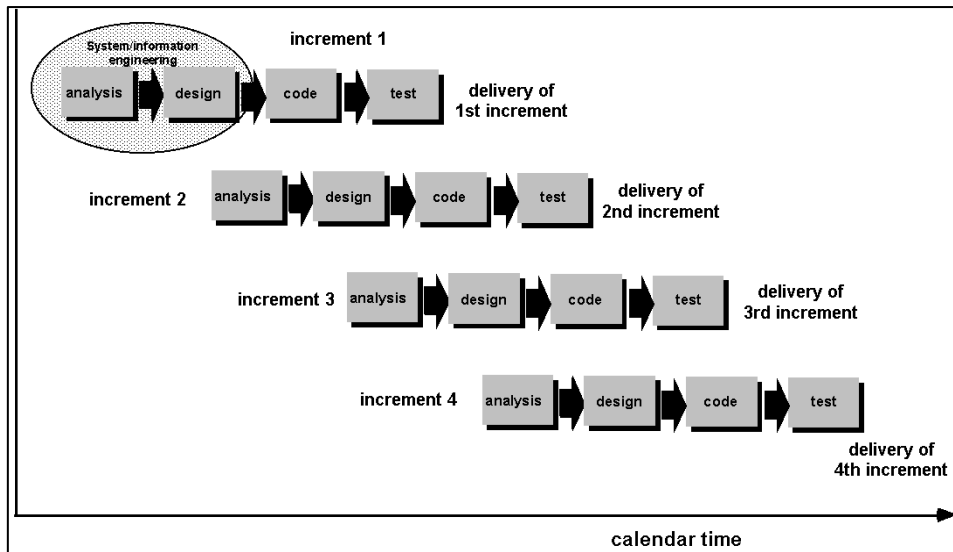 System/information
engineering
increment 1
analysis
design
code
test
delivery of
1st increment
increment 2
analysis
design
code
test
delivery of
2nd increment
increment 3
analysis
design
code
test
delivery of
3rd increment
increment 4
analysis
design
code
test
delivery of
4th increment
calendar time